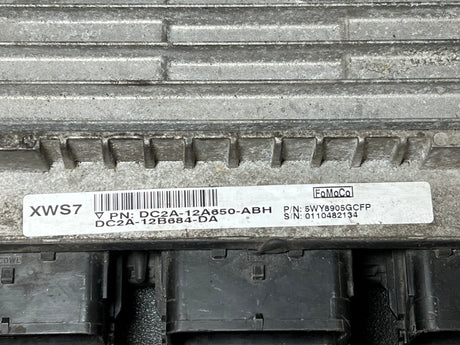 XWS7
PN: DC2A-12A650-ABH
DC2A-12B684-DA
FoMoCo
P/N: 5WY8905GCFP
S/N: 0110482134